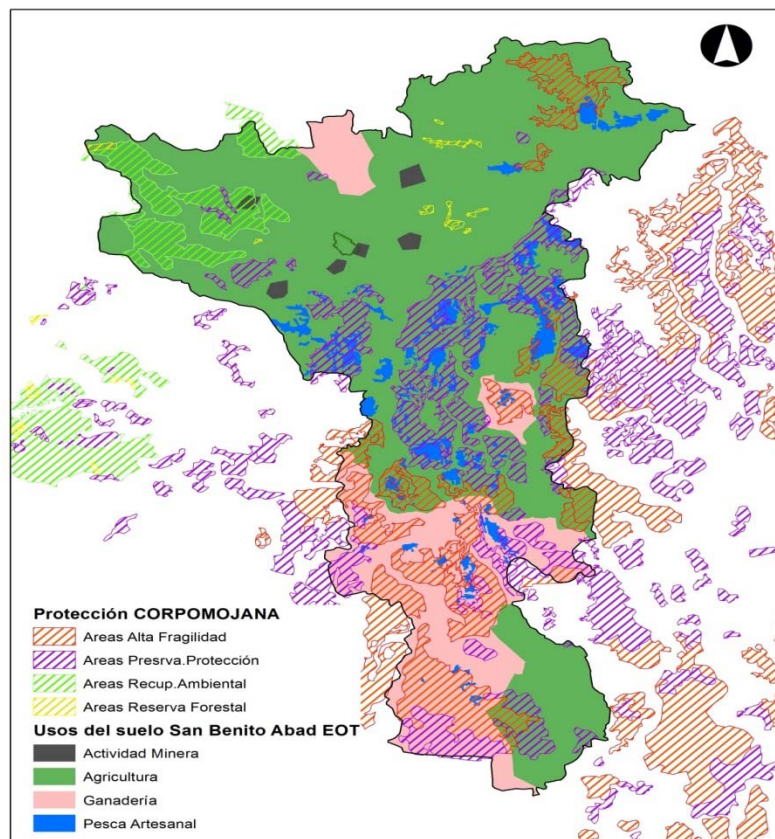 Protección CORPOMOJANA
Areas Alta Fragilidad
Areas Presrva.Protección
Areas Recup.Ambiental
Areas Reserva Forestal
Usos del suelo San Benito Abad EOT
Actividad Minera
Agricultura
Ganadería
Pesca Artesanal